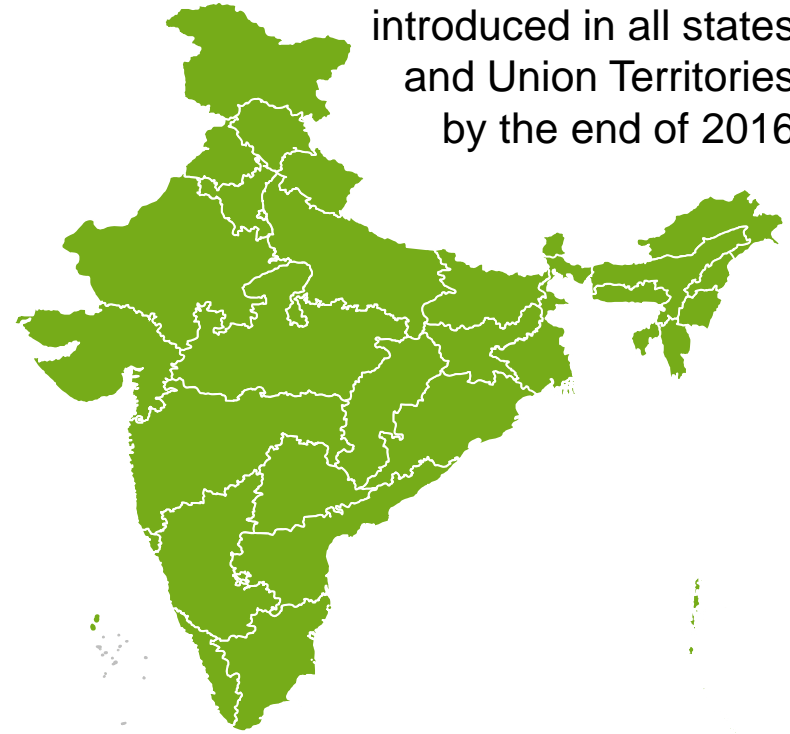 introduced in all states
and Union Territories
by the end of 2016